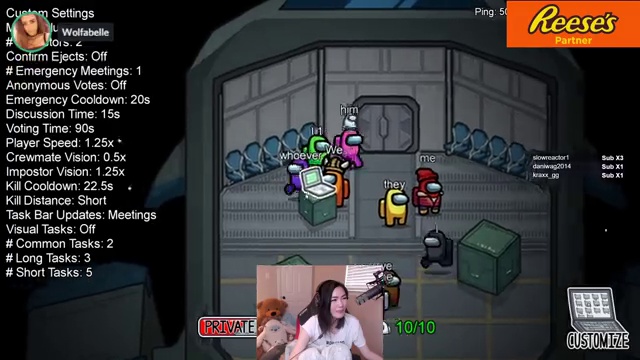 Custom Settings
Wolfabelle
Confirm Ejects: Off
# Emergency Meetings: 1
Anonymous Votes: Off
Emergency Cooldown: 20s
Discussion Time: 15s
Voting Time: 90s
Player Speed: 1.25x
Crewmate Vision: 0.5x
Impostor Vision: 1.25x
Kill Cooldown: 22.5s
Kill Distance: Short
Task Bar Updates: Meetings
Visual Tasks: Off
# Common Tasks: 2
# Long Tasks: 3
# Short Tasks: 5
Ping:
REESE'S
Partner
him
We
whoever
they
me
slowreactor1 Sub X3
daniwag2014 Sub X1
kraxx_gg Sub X1
PRIVATE
10/10
CUSTOMIZE